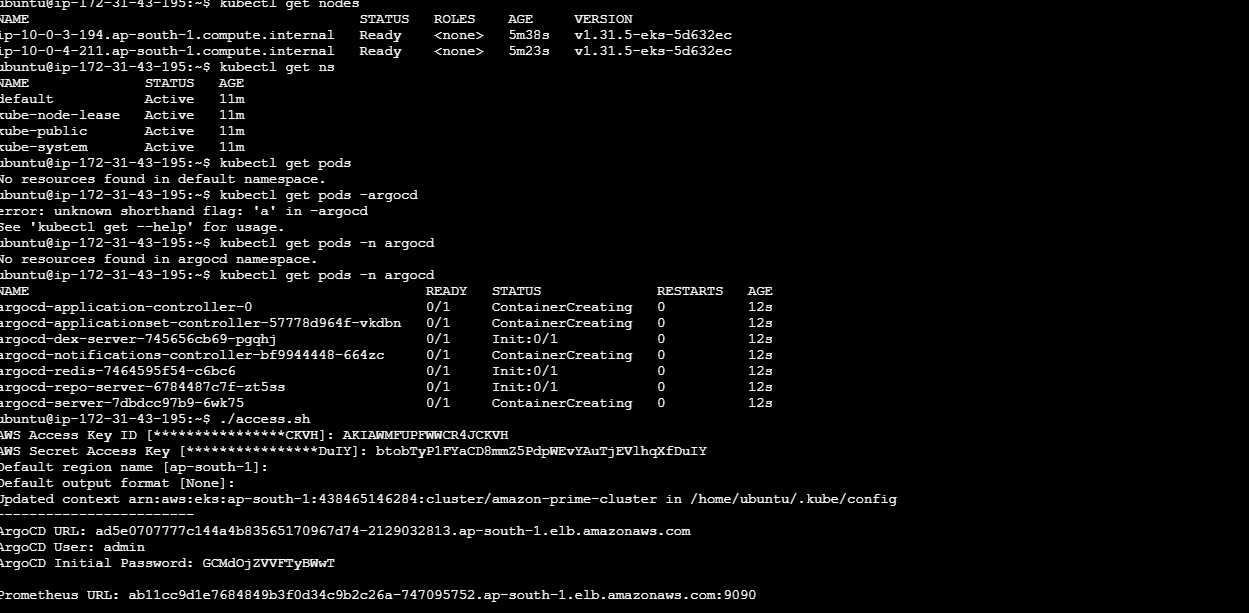 ubuntu@ip-172-31-43-195:~$ kubectl get nodes
NAME STATUS ROLES AGE VERSION
ip-10-0-3-194.ap-south-1.compute.internal Ready <none> 5m38s v1.31.5-eks-5d632ec
ip-10-0-4-211.ap-south-1.compute.internal Ready <none> 5m23s v1.31.5-eks-5d632ec
ubuntu@ip-172-31-43-195:~$ kubectl get ns
NAME STATUS AGE
default Active 11m
kube-node-lease Active 11m
kube-public Active 11m
kube-system Active 11m
ubuntu@ip-172-31-43-195:~$ kubectl get pods
No resources found in default namespace.
ubuntu@ip-172-31-43-195:~$ kubectl get pods -argocd
error: unknown shorthand flag: 'a' in -argocd
See 'kubectl get --help' for usage.
ubuntu@ip-172-31-43-195:~$ kubectl get pods -n argocd
No resources found in argocd namespace.
ubuntu@ip-172-31-43-195:~$ kubectl get pods -n argocd
NAME READY STATUS RESTARTS AGE
argocd-application-controller-0 0/1 ContainerCreating 0 12s
argocd-applicationset-controller-57778d964f-vkdbn 0/1 ContainerCreating 0 12s
argocd-dex-server-745656cb69-pgqhj 0/1 Init:0/1 0 12s
argocd-notifications-controller-bf9944448-664zc 0/1 ContainerCreating 0 12s
argocd-redis-7464595f54-c6bc6 0/1 Init:0/1 0 12s
argocd-repo-server-6784487c7f-zt5ss 0/1 Init:0/1 0 12s
argocd-server-7dbdcc97b9-6wk75 0/1 ContainerCreating 0 12s
ubuntu@ip-172-31-43-195:~$ ./access.sh
AWS Access Key ID [****************CKVH]: AKIAWMFUPFWWCR4JCKVH
AWS Secret Access Key [****************DuIY]: 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
Default region name [ap-south-1]:
Default output format [None]:
Updated context arn:aws:eks:ap-south-1:438465146284:cluster/amazon-prime-cluster in /home/ubuntu/.kube/config
------------------------
ArgoCD URL: ad5e0707777c144a4b83565170967d74-2129032813.ap-south-1.elb.amazonaws.com
ArgoCD User: admin
ArgoCD Initial Password: GCMdOjZVVFTyBWwT
Prometheus URL: ab11cc9d1e7684849b3f0d34c9b2c26a-747095752.ap-south-1.elb.amazonaws.com:9090